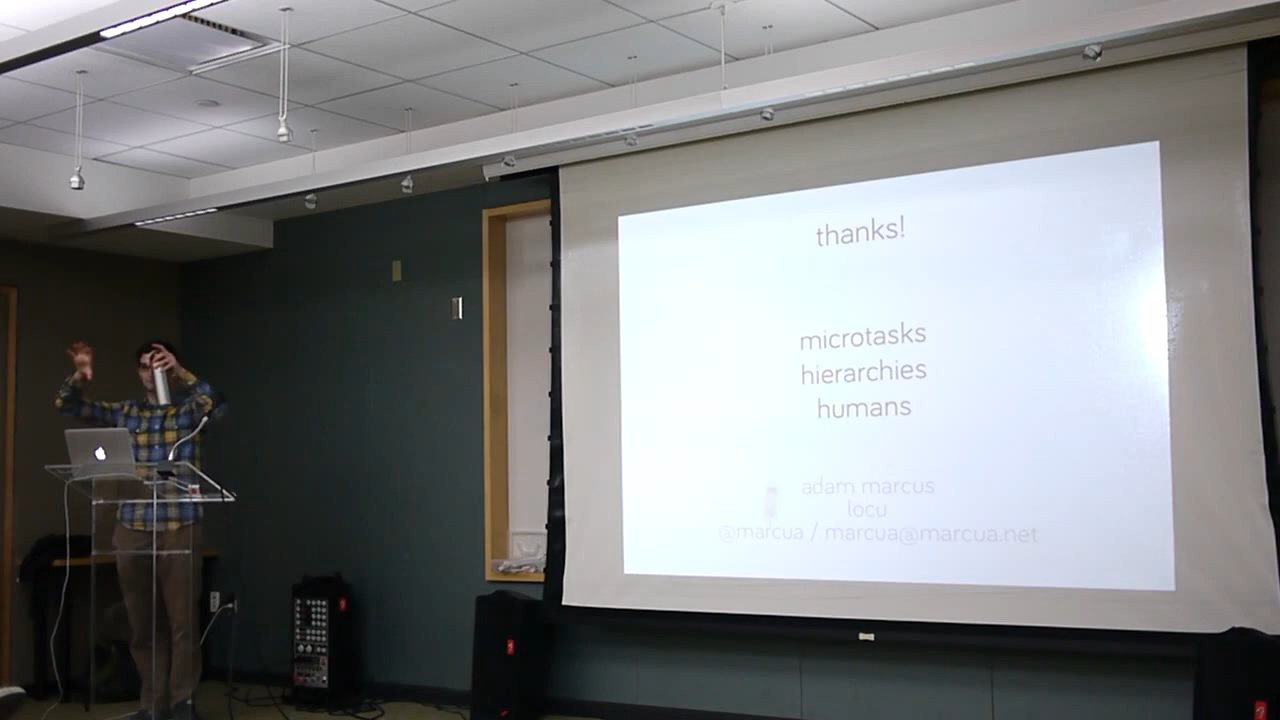 thanks!
microtasks
hierarchies
humans
adam marcus
locu
@marcua / marcua@marcua.net